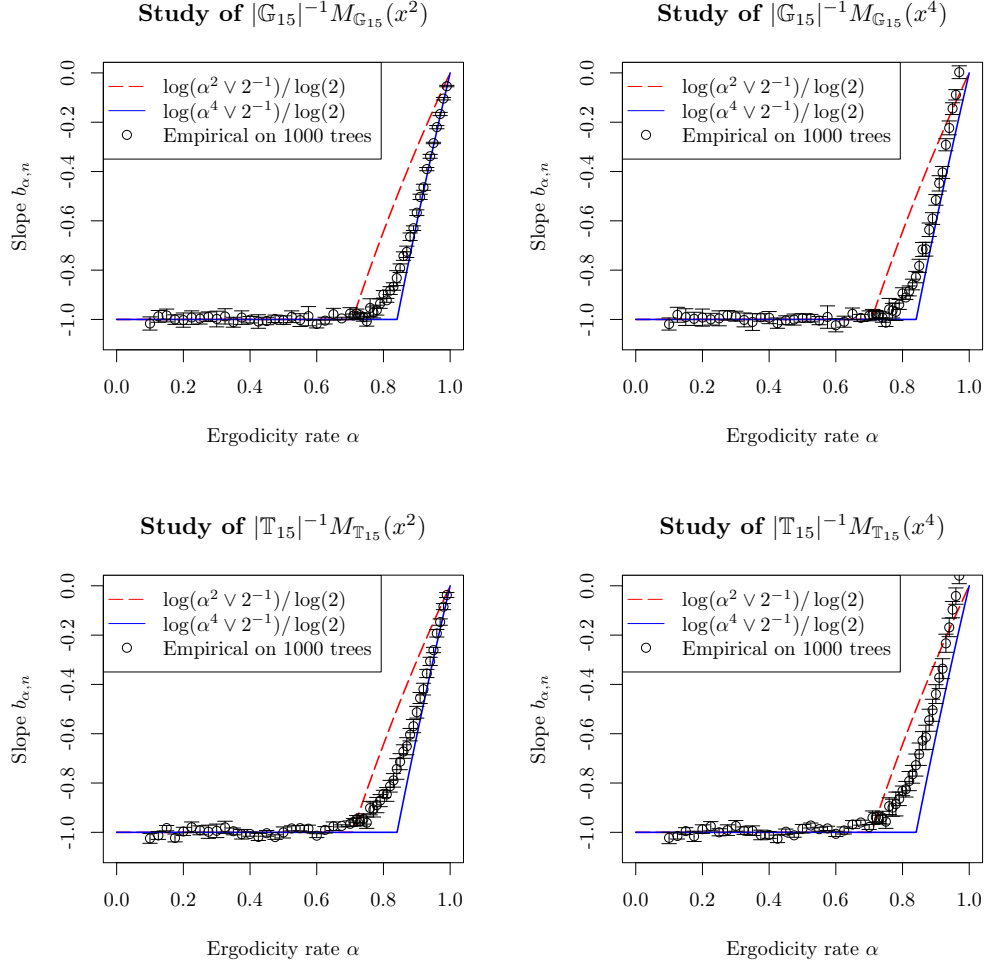 Study of |𝔾₁₅|⁻¹M_𝔾₁₅(x²)
Slope b_α,n
0.0
-0.2
-0.4
-0.6
-0.8
-1.0
log(α² ∨ 2⁻¹)/ log(2)
log(α⁴ ∨ 2⁻¹)/ log(2)
Empirical on 1000 trees
0.0 0.2 0.4 0.6 0.8 1.0
Ergodicity rate α
Study of |𝔾₁₅|⁻¹M_𝔾₁₅(x⁴)
Slope b_α,n
0.0
-0.2
-0.4
-0.6
-0.8
-1.0
log(α² ∨ 2⁻¹)/ log(2)
log(α⁴ ∨ 2⁻¹)/ log(2)
Empirical on 1000 trees
0.0 0.2 0.4 0.6 0.8 1.0
Ergodicity rate α
Study of |𝕋₁₅|⁻¹M_𝕋₁₅(x²)
Slope b_α,n
0.0
-0.2
-0.4
-0.6
-0.8
-1.0
log(α² ∨ 2⁻¹)/ log(2)
log(α⁴ ∨ 2⁻¹)/ log(2)
Empirical on 1000 trees
0.0 0.2 0.4 0.6 0.8 1.0
Ergodicity rate α
Study of |𝕋₁₅|⁻¹M_𝕋₁₅(x⁴)
Slope b_α,n
0.0
-0.2
-0.4
-0.6
-0.8
-1.0
log(α² ∨ 2⁻¹)/ log(2)
log(α⁴ ∨ 2⁻¹)/ log(2)
Empirical on 1000 trees
0.0 0.2 0.4 0.6 0.8 1.0
Ergodicity rate α